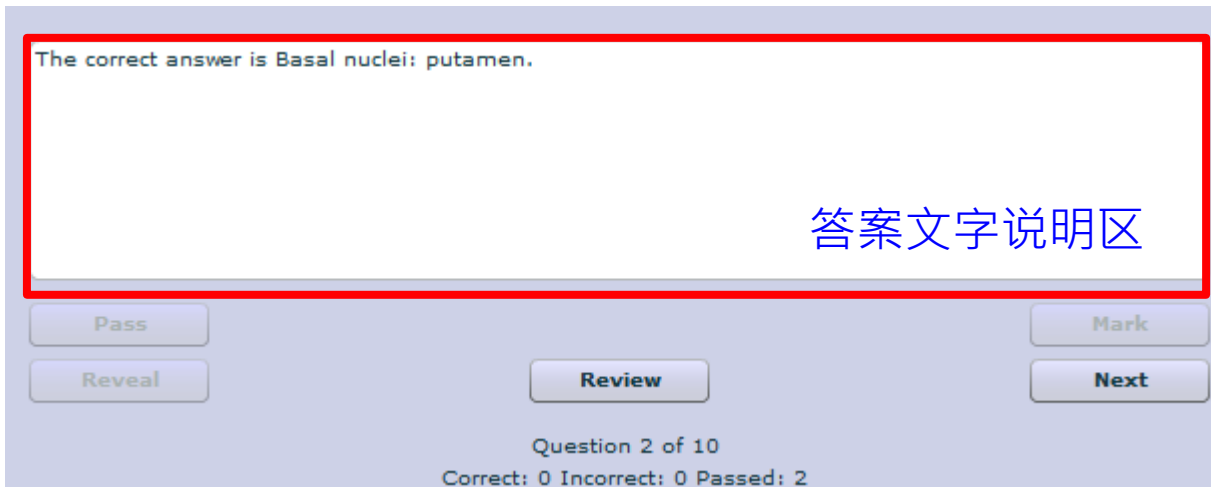 The correct answer is Basal nuclei: putamen.
答案文字说明区
Pass
Mark
Reveal
Review
Next
Question 2 of 10
Correct: 0 Incorrect: 0 Passed: 2